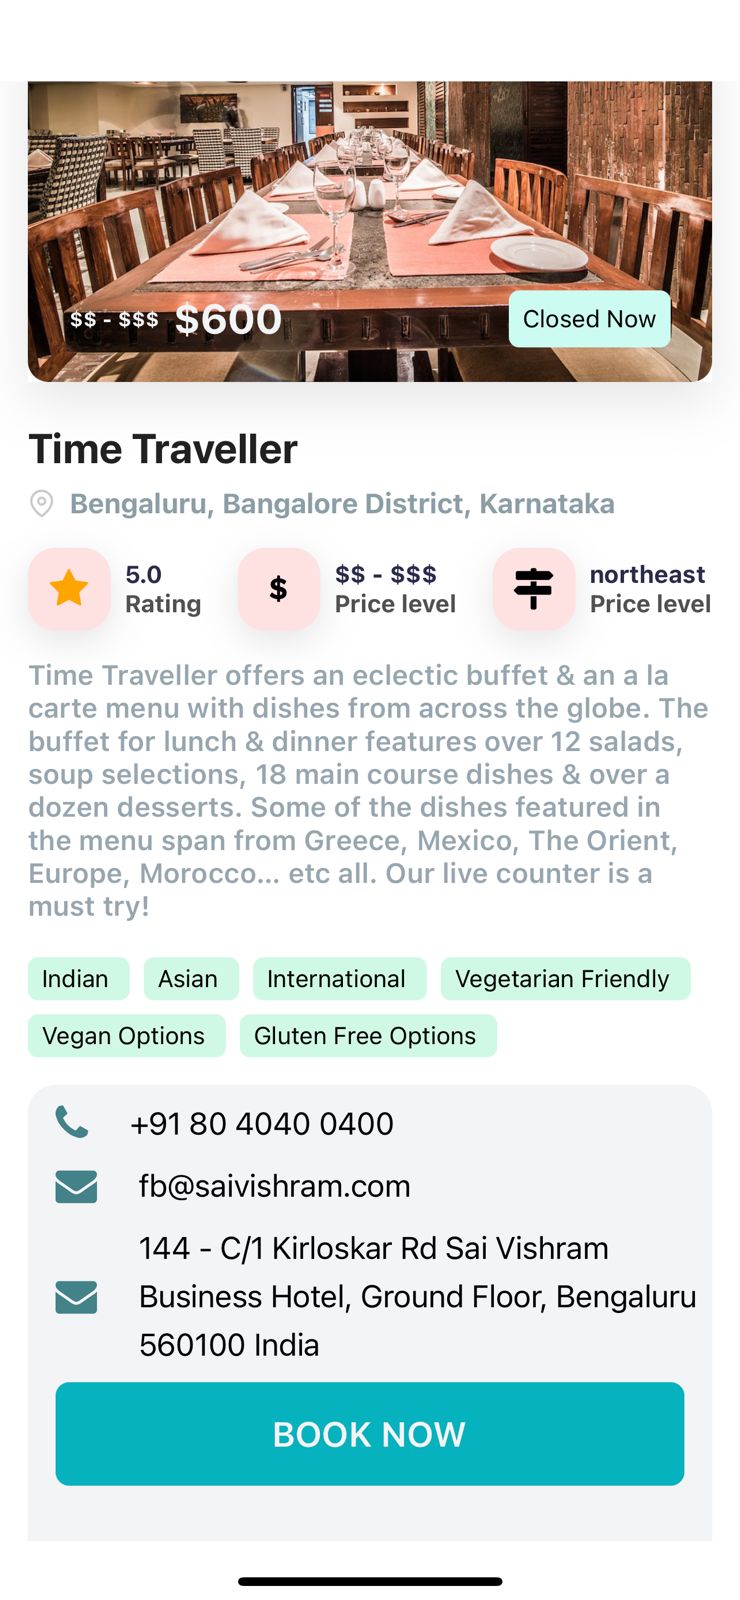 $$ - $$$ $600
Closed Now
Time Traveller
Bengaluru, Bangalore District, Karnataka
5.0
Rating
$
$$ - $$$
Price level
northeast
Price level
Time Traveller offers an eclectic buffet & an a la
carte menu with dishes from across the globe. The
buffet for lunch & dinner features over 12 salads,
soup selections, 18 main course dishes & over a
dozen desserts. Some of the dishes featured in
the menu span from Greece, Mexico, The Orient,
Europe, Morocco... etc all. Our live counter is a
must try!
Indian Asian International Vegetarian Friendly
Vegan Options Gluten Free Options
+91 80 4040 0400
fb@saivishram.com
144 - C/1 Kirloskar Rd Sai Vishram
Business Hotel, Ground Floor, Bengaluru
560100 India
BOOK NOW